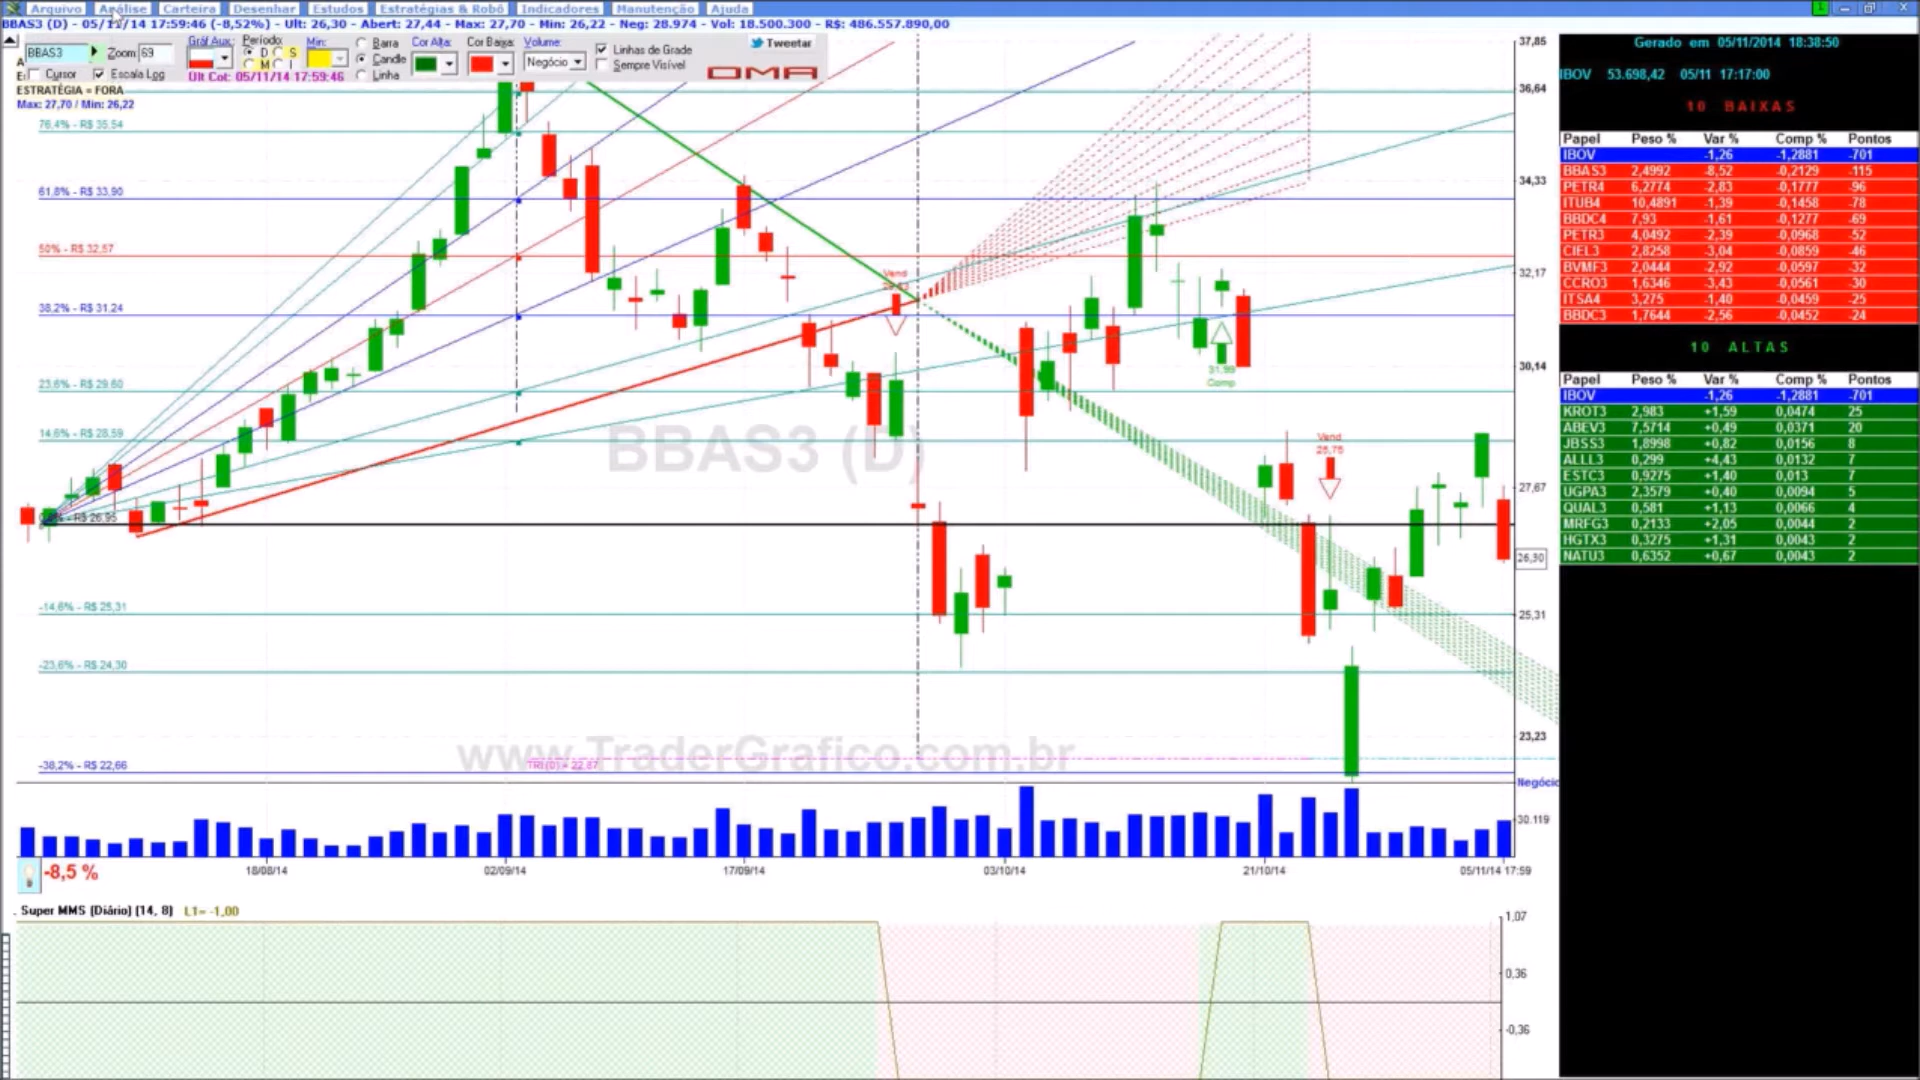 Arquivo Análise Carteira Desenhar Estudos Estratégias & Robô Indicadores Manutenção Ajuda
BBAS3 (D) - 05/11/14 17:59:46 (-8,52%) - Ult: 26,30 - Abert: 27,44 - Max: 27,70 - Min: 26,22 - Neg: 28.974 - Vol: 18.500.300 - R$: 486.557.890,00
BBAS3 Zoom 69 Gráf Aux: Período: D S M I Min: Barra Candle Linha Cor Alta: Cor Baixa: Volume: Negócio Linhas de Grade Sempre Visível Tweetar
Cursor Escala Log Ult Cot: 05/11/14 17:59:46 OMA
ESTRATÉGIA = FORA
Max: 27,70 / Min: 26,22
76,4% - R$ 35,54
61,8% - R$ 33,90
50% - R$ 32,57
38,2% - R$ 31,24
23,6% - R$ 29,60
14,6% - R$ 28,59
R$ 26,95
-14,6% - R$ 25,31
-23,6% - R$ 24,30
-38,2% - R$ 22,66
Vend
31,99
Comp
Vend
BBAS3 (D)
www.TraderGrafico.com.br
TRI (D) = 22,87
37,85
36,64
34,33
32,17
30,14
27,67
26,30
25,31
23,23
Negócio
30.119
-8,5 %
18/08/14 02/09/14 17/09/14 03/10/14 21/10/14 05/11/14 17:59
. Super MMS (Diário) (14, 8) L1= -1,00
1,07
0,36
-0,36
Gerado em 05/11/2014 18:38:50
IBOV 53.698,42 05/11 17:17:00
10 BAIXAS
Papel Peso % Var % Comp % Pontos
IBOV -1,26 -1,2881 -701
BBAS3 2,4992 -8,52 -0,2129 -115
PETR4 6,2774 -2,83 -0,1777 -96
ITUB4 10,4891 -1,39 -0,1458 -78
BBDC4 7,93 -1,61 -0,1277 -69
PETR3 4,0492 -2,39 -0,0968 -52
CIEL3 2,8258 -3,04 -0,0859 -46
BVMF3 2,0444 -2,92 -0,0597 -32
CCRO3 1,6346 -3,43 -0,0561 -30
ITSA4 3,275 -1,40 -0,0459 -25
BBDC3 1,7644 -2,56 -0,0452 -24
10 ALTAS
Papel Peso % Var % Comp % Pontos
IBOV -1,26 -1,2881 -701
KROT3 2,983 +1,59 0,0474 25
ABEV3 7,5714 +0,49 0,0371 20
JBSS3 1,8998 +0,82 0,0156 8
ALLL3 0,299 +4,43 0,0132 7
ESTC3 0,9275 +1,40 0,013 7
UGPA3 2,3579 +0,40 0,0094 5
QUAL3 0,581 +1,13 0,0066 4
MRFG3 0,2133 +2,05 0,0044 2
HGTX3 0,3275 +1,31 0,0043 2
NATU3 0,6352 +0,67 0,0043 2